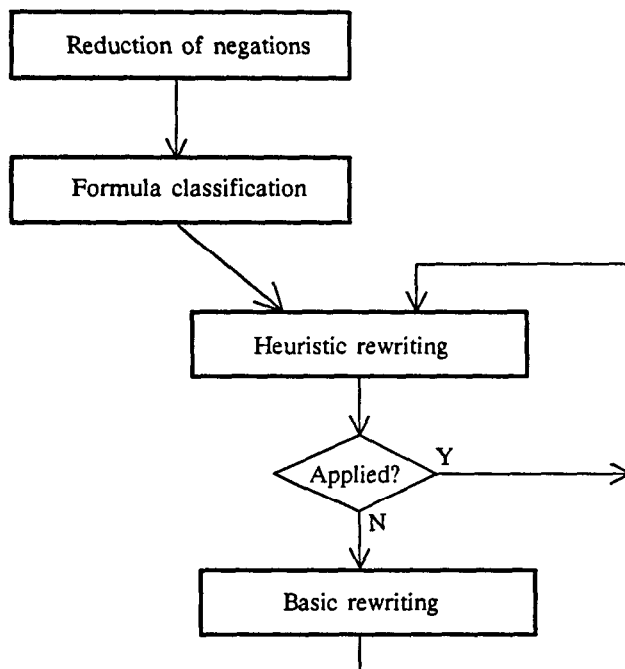 Reduction of negations
Formula classification
Heuristic rewriting
Applied?
Y
N
Basic rewriting